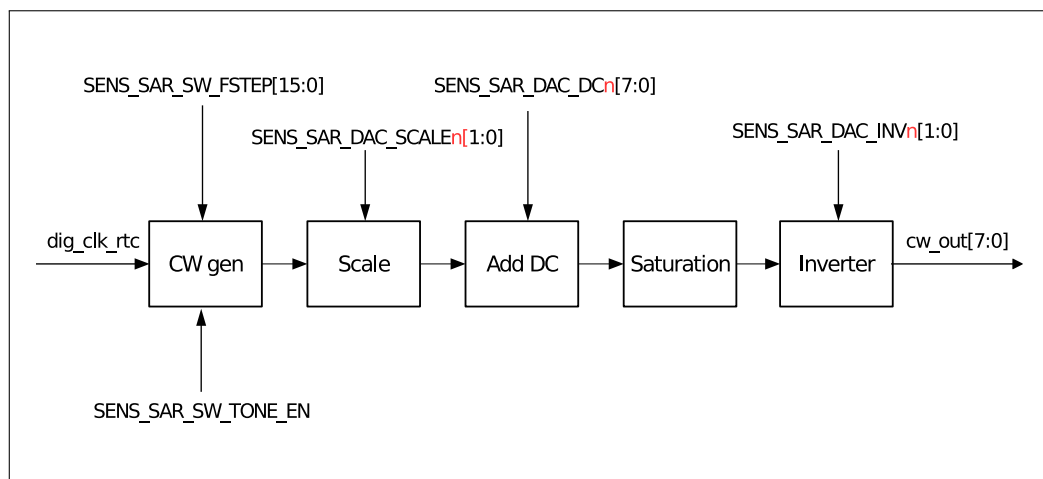 SENS_SAR_SW_FSTEP[15:0]
SENS_SAR_DAC_DCn[7:0]
SENS_SAR_DAC_SCALEn[1:0]
SENS_SAR_DAC_INVn[1:0]
dig_clk_rtc
CW gen
Scale
Add DC
Saturation
Inverter
cw_out[7:0]
SENS_SAR_SW_TONE_EN